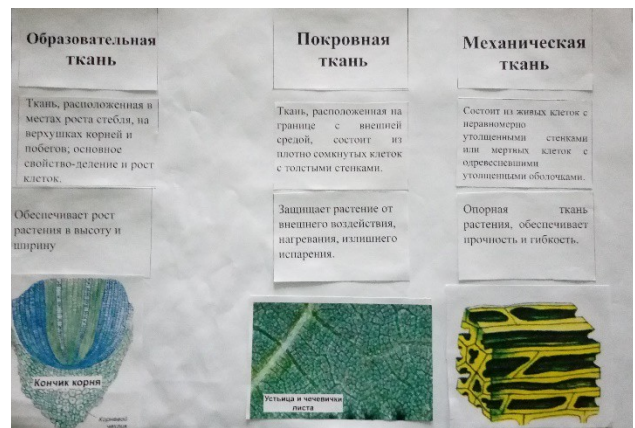 Образовательная
ткань
Ткань, расположенная в
местах роста стебля, на
верхушках корней и
побегов; основное
свойство-деление и рост
клеток.
Обеспечивает рост
растения в высоту и
ширину
Кончик корня
Корневой
чехлик
Покровная
ткань
Ткань, расположенная на
границе с внешней
средой, состоит из
плотно сомкнутых клеток
с толстыми стенками.
Защищает растение от
внешнего воздействия,
нагревания, излишнего
испарения.
Устьица и чечевички
листа
Механическая
ткань
Состоит из живых клеток с
неравномерно
утолщенными стенками
или мертвых клеток с
одревесневшими
утолщенными оболочками.
Опорная ткань
растения, обеспечивает
прочность и гибкость.